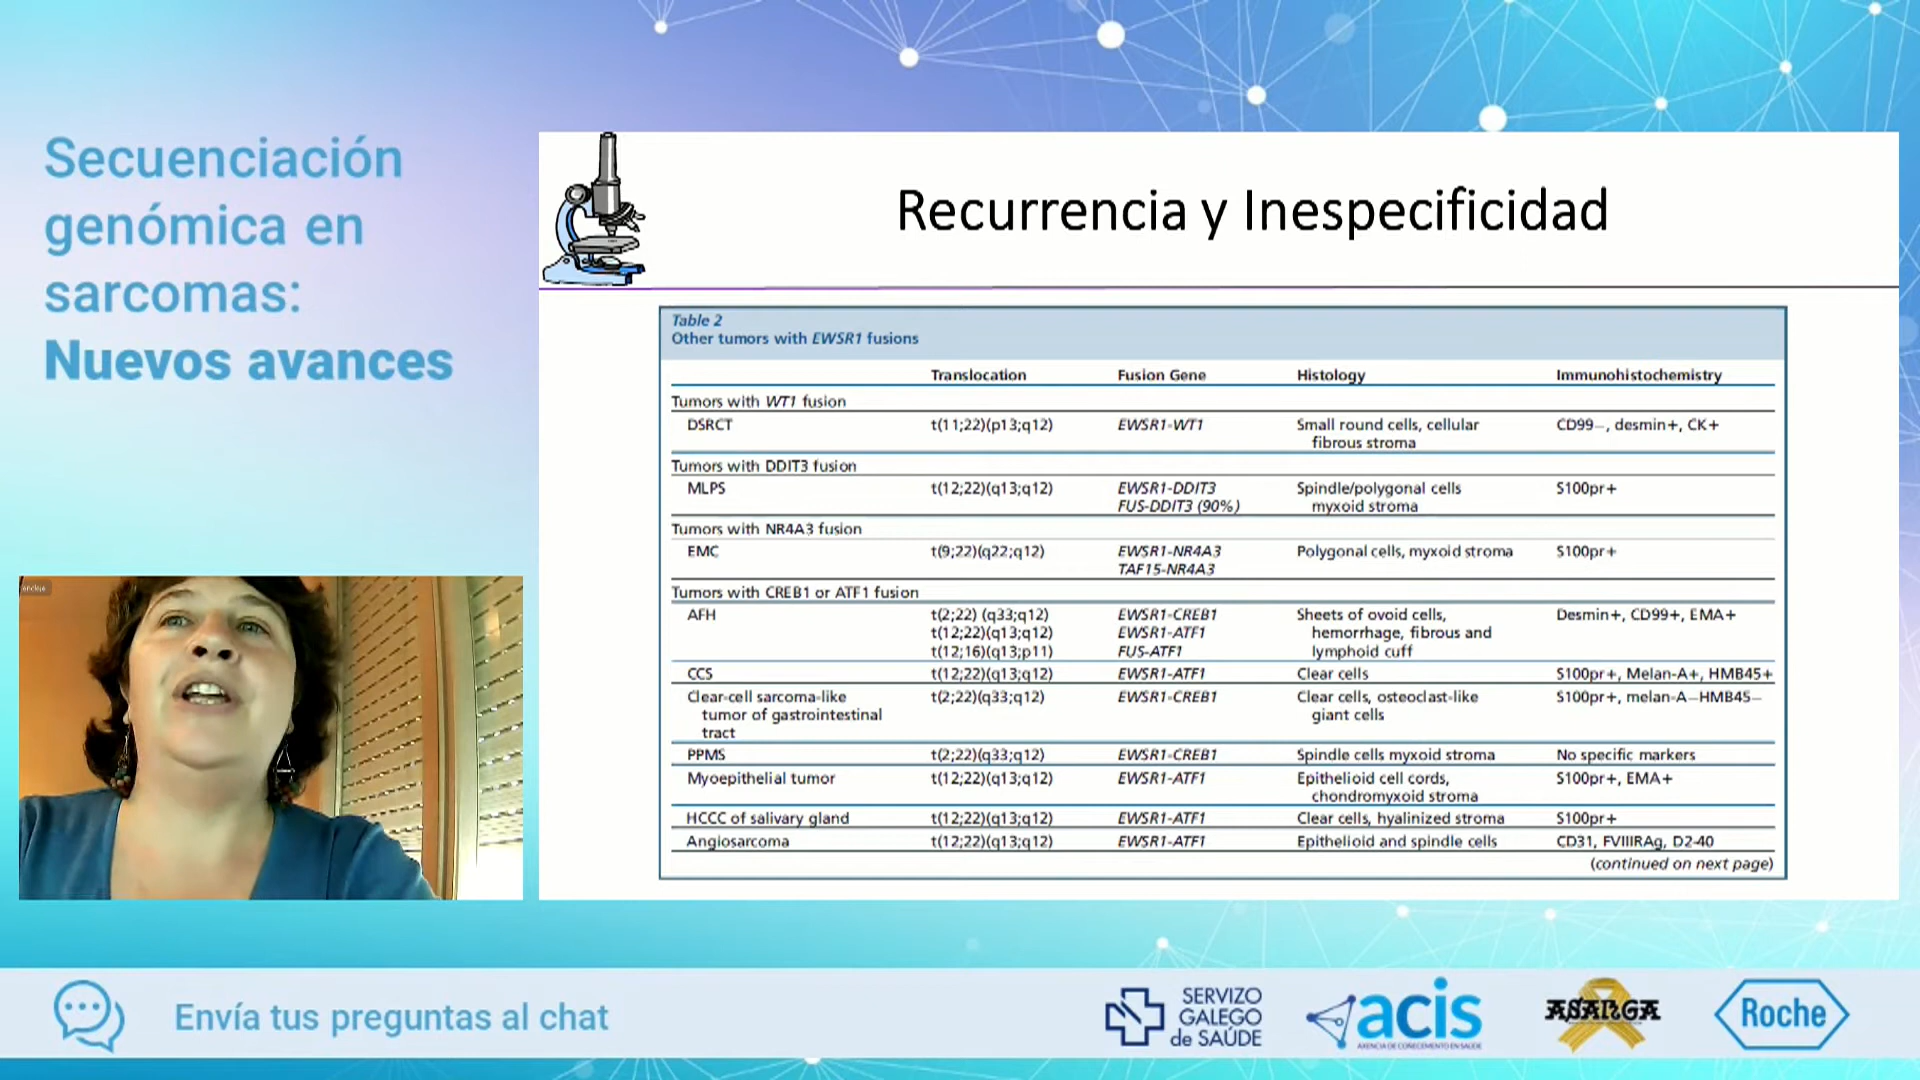 Secuenciación
genómica en
sarcomas:
Nuevos avances
Recurrencia y Inespecificidad
Table 2
Other tumors with EWSR1 fusions
Translocation Fusion Gene Histology Immunohistochemistry
Tumors with WT1 fusion
DSRCT t(11;22)(p13;q12) EWSR1-WT1 Small round cells, cellular CD99−, desmin+, CK+
fibrous stroma
Tumors with DDIT3 fusion
MLPS t(12;22)(q13;q12) EWSR1-DDIT3 Spindle/polygonal cells S100pr+
FUS-DDIT3 (90%) myxoid stroma
Tumors with NR4A3 fusion
EMC t(9;22)(q22;q12) EWSR1-NR4A3 Polygonal cells, myxoid stroma S100pr+
TAF15-NR4A3
Tumors with CREB1 or ATF1 fusion
AFH t(2;22) (q33;q12) EWSR1-CREB1 Sheets of ovoid cells, Desmin+, CD99+, EMA+
t(12;22)(q13;q12) EWSR1-ATF1 hemorrhage, fibrous and
t(12;16)(q13;p11) FUS-ATF1 lymphoid cuff
CCS t(12;22)(q13;q12) EWSR1-ATF1 Clear cells S100pr+, Melan-A+, HMB45+
Clear-cell sarcoma-like t(2;22)(q33;q12) EWSR1-CREB1 Clear cells, osteoclast-like S100pr+, melan-A−HMB45−
tumor of gastrointestinal giant cells
tract
PPMS t(2;22)(q33;q12) EWSR1-CREB1 Spindle cells myxoid stroma No specific markers
Myoepithelial tumor t(12;22)(q13;q12) EWSR1-ATF1 Epithelioid cell cords, S100pr+, EMA+
chondromyxoid stroma
HCCC of salivary gland t(12;22)(q13;q12) EWSR1-ATF1 Clear cells, hyalinized stroma S100pr+
Angiosarcoma t(12;22)(q13;q12) EWSR1-ATF1 Epithelioid and spindle cells CD31, FVIIIRAg, D2-40
(continued on next page)
Envía tus preguntas al chat
SERVIZO
GALEGO
de SAÚDE
acis
AXENCIA DE COÑECEMENTO EN SAÚDE
ASARGA
Roche